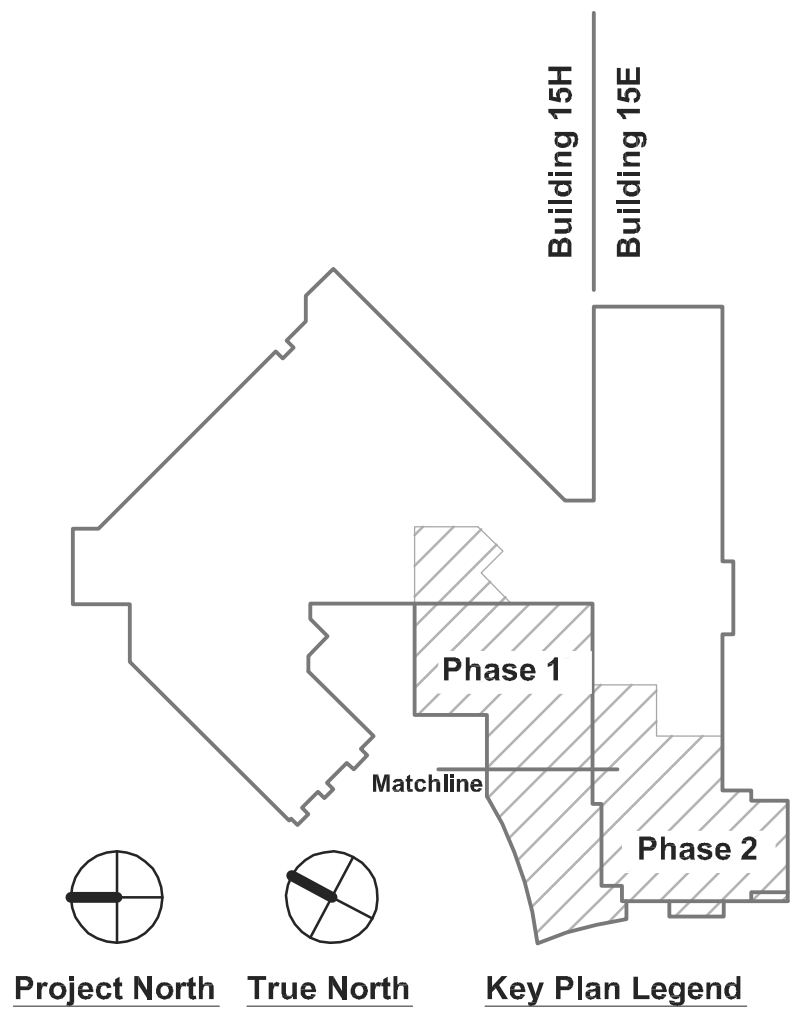 Building 15H
Building 15E
Phase 1
Matchline
Phase 2
Project North
True North
Key Plan Legend